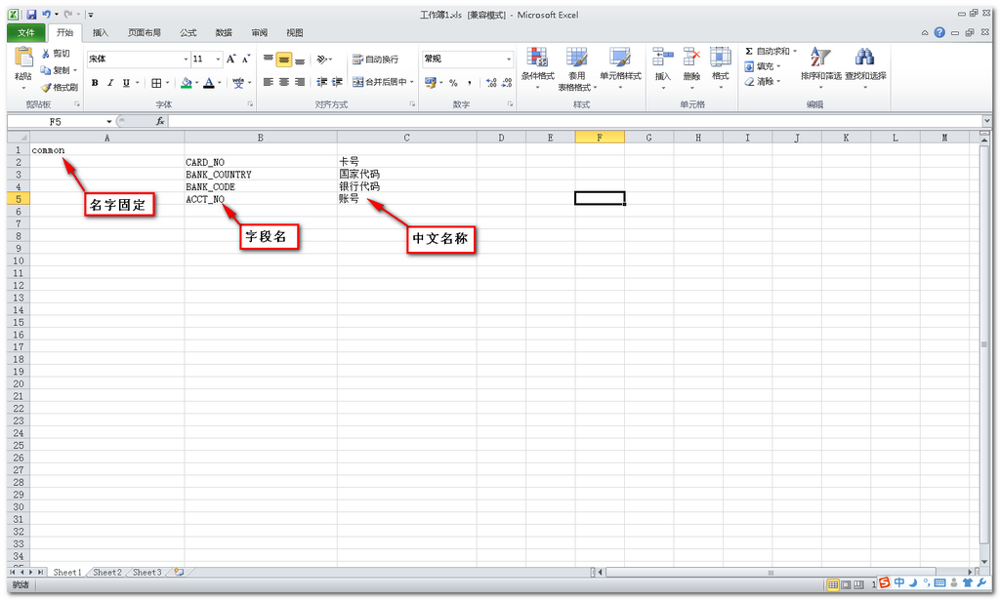 工作簿1.xls [兼容模式] - Microsoft Excel
文件 开始 插入 页面布局 公式 数据 审阅 视图
剪切 宋体 11 自动换行 常规 Σ 自动求和
粘贴 复制 条件格式 套用 单元格样式 插入 删除 格式 填充 排序和筛选 查找和选择
格式刷 B I U 合并后居中 % , 表格格式 清除
剪贴板 字体 对齐方式 数字 样式 单元格 编辑
F5 fx
A B C D E F G H I J K L M
1 common
2 CARD_NO 卡号
3 BANK_COUNTRY 国家代码
4 BANK_CODE 银行代码
5 ACCT_NO 账号
名字固定
字段名
中文名称
6
7
8
9
10
11
12
13
14
15
16
17
18
19
20
21
22
23
24
25
26
27
28
29
30
31
32
33
34
Sheet1 Sheet2 Sheet3
就绪 1 中